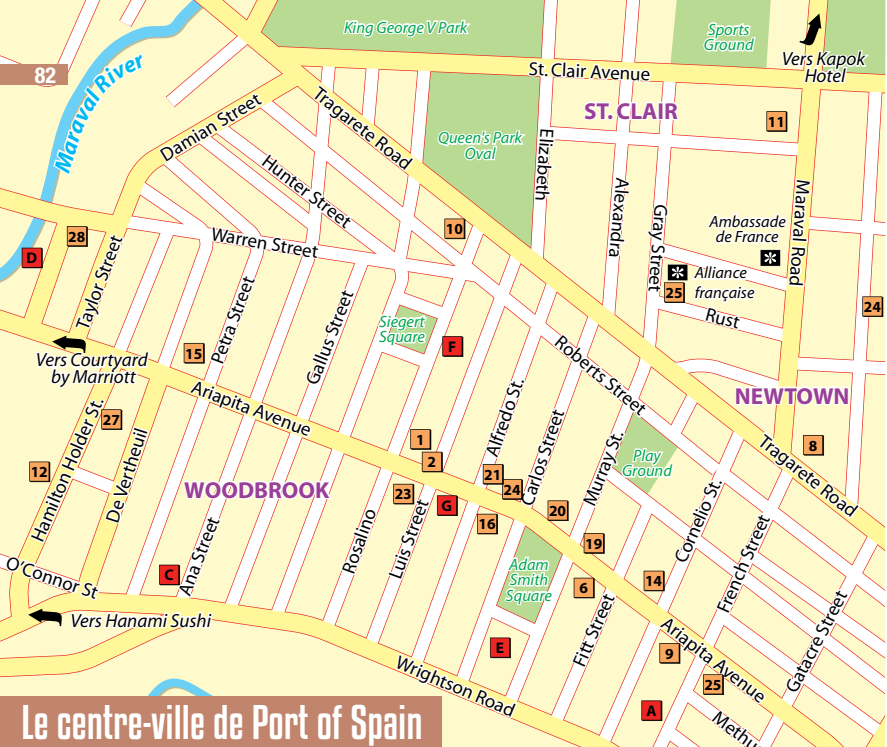 82
Maraval River
King George V Park
Sports
Ground
Vers Kapok
Hotel
St. Clair Avenue
ST. CLAIR
11
Damian Street
Tragarete Road
Queen's Park
Oval
Elizabeth
Hunter Street
Alexandra
Gray Street
Maraval Road
Ambassade
de France
10
28
D
Warren Street
Taylor Street
Alliance
française
25
24
Rust
Petra Street
Gallus Street
Siegert
Square
F
Vers Courtyard
by Marriott
15
Roberts Street
NEWTOWN
Ariapita Avenue
Alfredo St.
Carlos Street
Murray St.
Play
Ground
8
Tragarete Road
27
1
2
12
Hamilton Holder St.
De Vertheuil
WOODBROOK
21
24
23
G
16
20
Cornelio St.
Rosalino
Luis Street
Ana Street
19
French Street
Adam
Smith
Square
O'Connor St
C
6
14
Vers Hanami Sushi
Fitt Street
Ariapita Avenue
Gatacre Street
E
9
Wrightson Road
25
A
Methu
Le centre-ville de Port of Spain